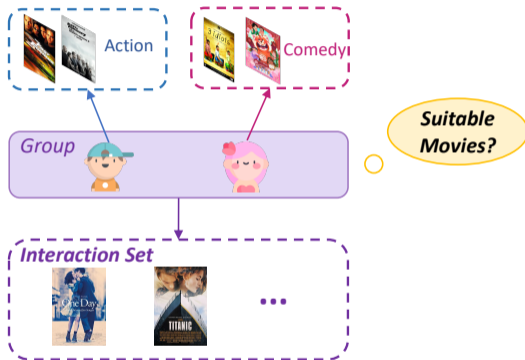 Action
Comedy
Group
Suitable
Movies?
Interaction Set
One Day
TITANIC
...